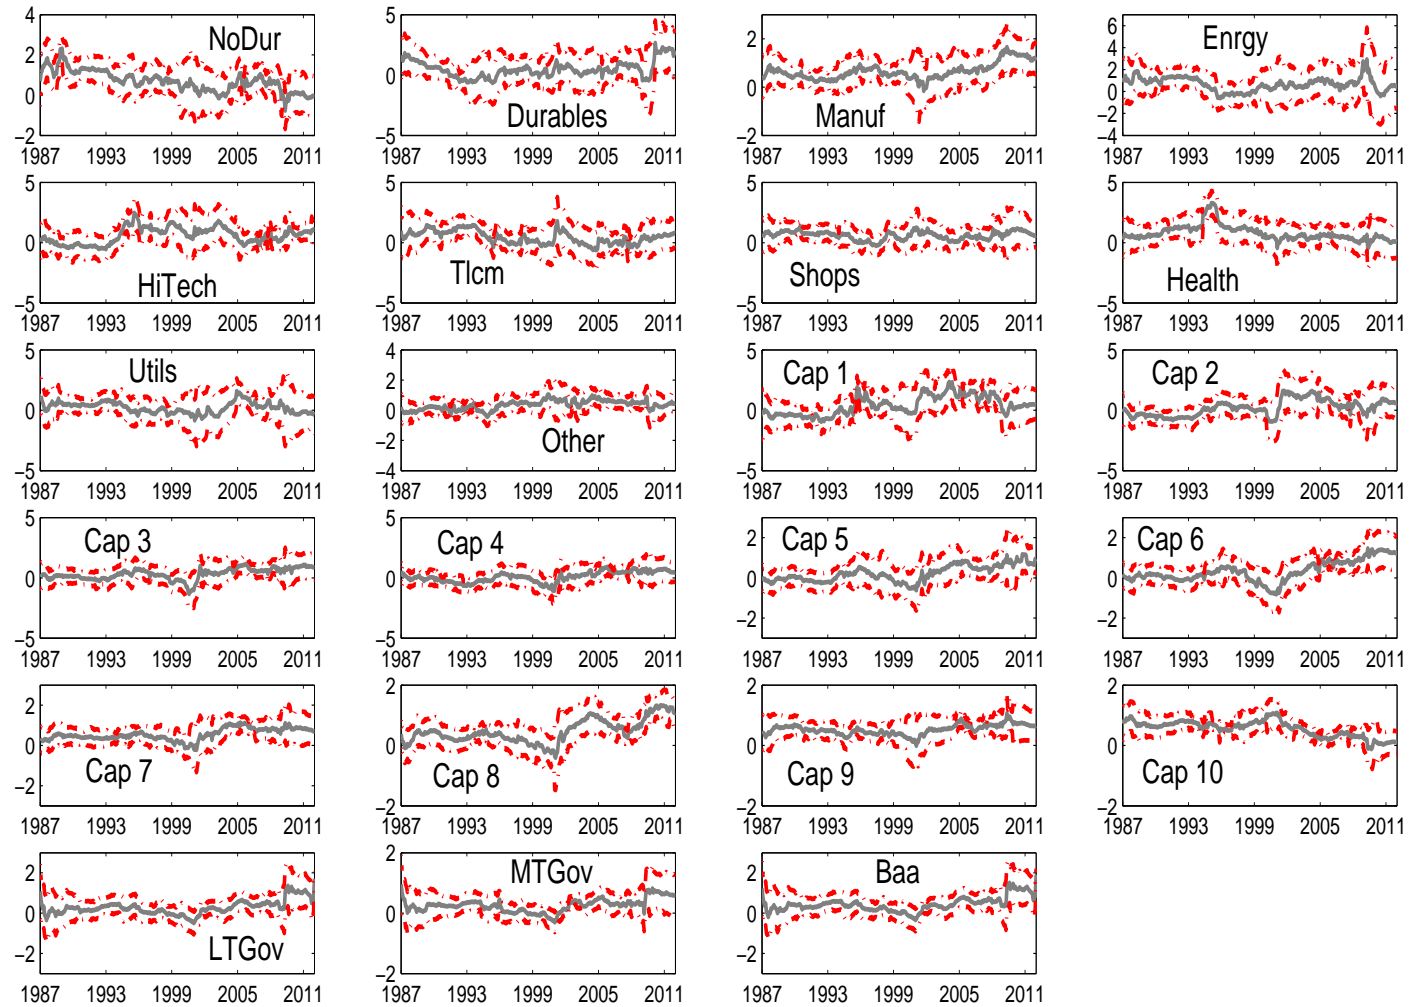 4
2
0
−2
NoDur
1987 1993 1999 2005 2011
5
0
−5
Durables
1987 1993 1999 2005 2011
2
0
−2
Manuf
1987 1993 1999 2005 2011
6
4
2
0
−2
−4
Enrgy
1987 1993 1999 2005 2011
5
0
−5
HiTech
1987 1993 1999 2005 2011
5
0
−5
Tlcm
1987 1993 1999 2005 2011
5
0
−5
Shops
1987 1993 1999 2005 2011
5
0
−5
Health
1987 1993 1999 2005 2011
5
0
−5
Utils
1987 1993 1999 2005 2011
4
2
0
−2
−4
Other
1987 1993 1999 2005 2011
5
0
−5
Cap 1
1987 1993 1999 2005 2011
5
0
−5
Cap 2
1987 1993 1999 2005 2011
5
0
−5
Cap 3
1987 1993 1999 2005 2011
5
0
−5
Cap 4
1987 1993 1999 2005 2011
2
0
−2
Cap 5
1987 1993 1999 2005 2011
2
0
−2
Cap 6
1987 1993 1999 2005 2011
2
0
−2
Cap 7
1987 1993 1999 2005 2011
2
0
−2
Cap 8
1987 1993 1999 2005 2011
2
0
−2
Cap 9
1987 1993 1999 2005 2011
2
0
−2
Cap 10
1987 1993 1999 2005 2011
2
0
−2
LTGov
1987 1993 1999 2005 2011
2
0
−2
MTGov
1987 1993 1999 2005 2011
2
0
−2
Baa
1987 1993 1999 2005 2011